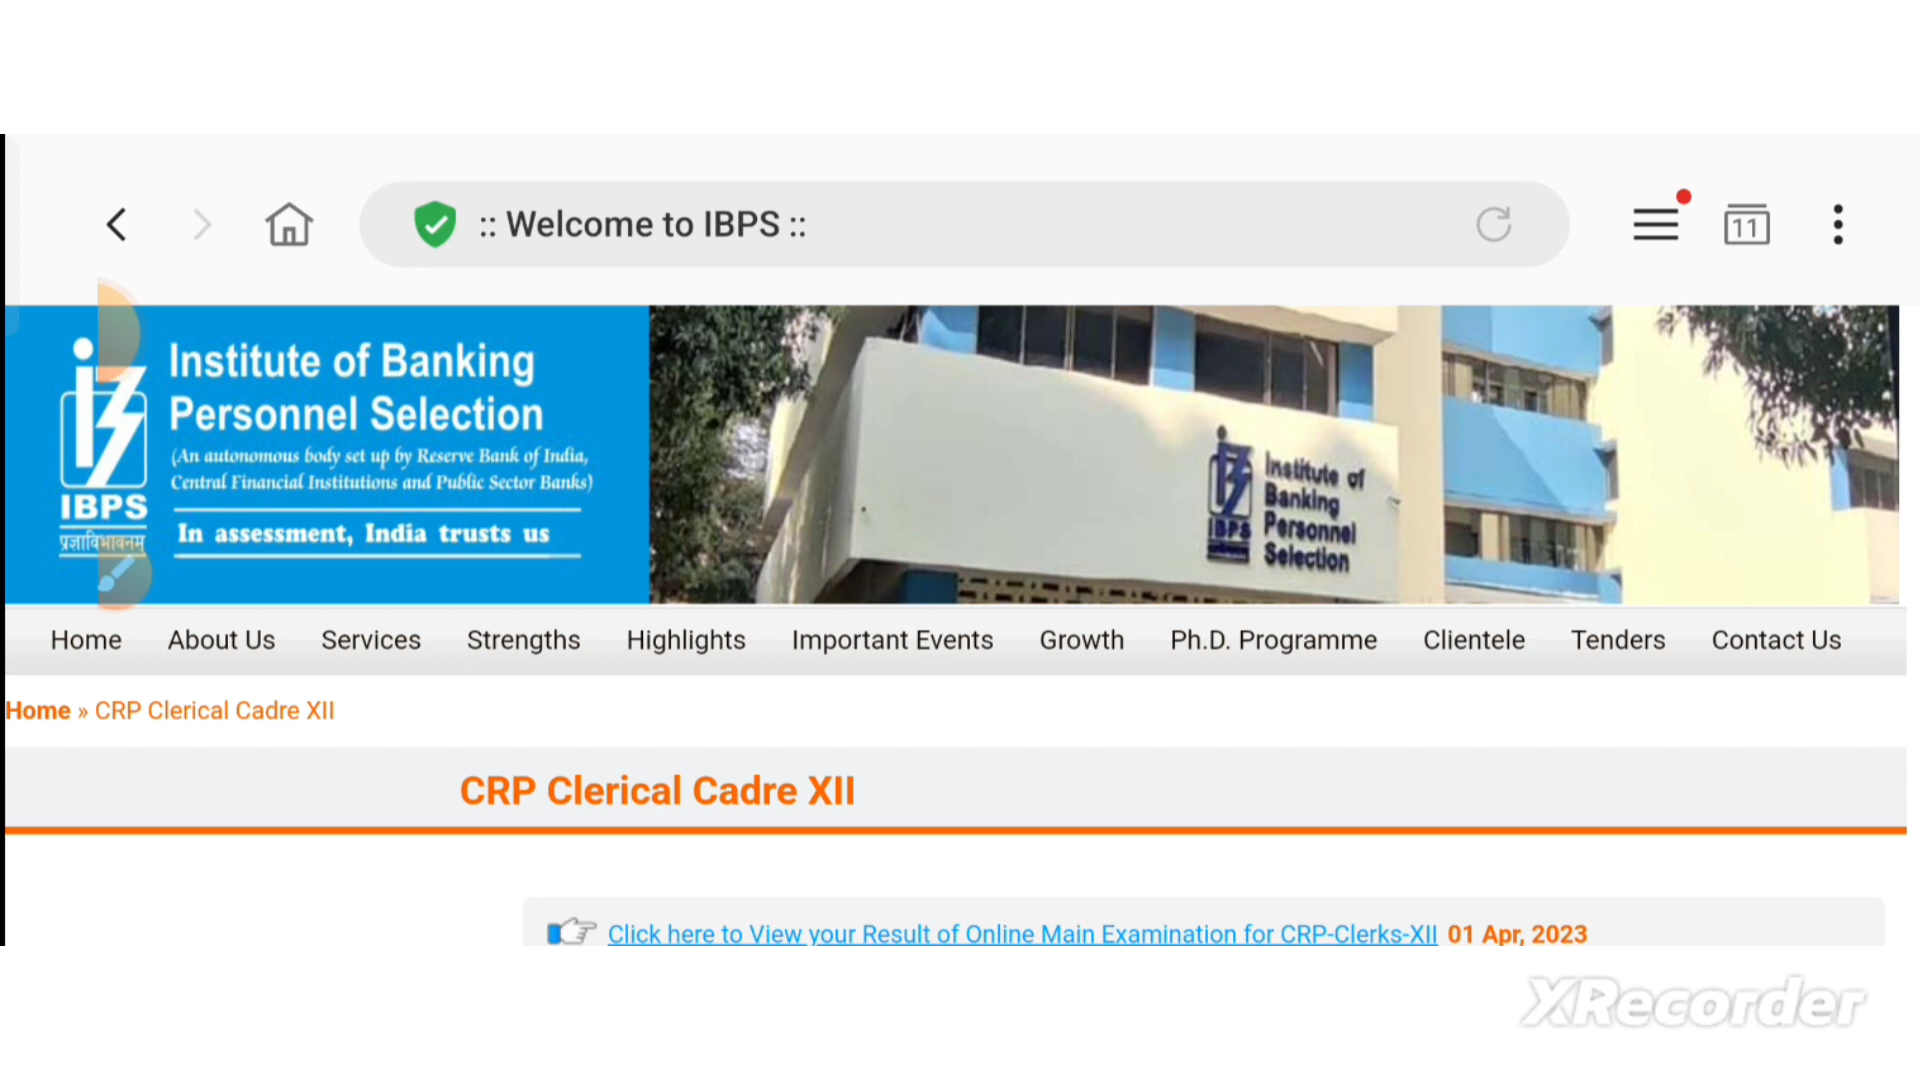 :: Welcome to IBPS ::
11
Institute of Banking
Personnel Selection
(An autonomous body set up by Reserve Bank of India,
Central Financial Institutions and Public Sector Banks)
IBPS
प्रज्ञाविभावनम्
In assessment, India trusts us
Institute of
Banking
Personnel
Selection
IBPS
Home About Us Services Strengths Highlights Important Events Growth Ph.D. Programme Clientele Tenders Contact Us
Home » CRP Clerical Cadre XII
CRP Clerical Cadre XII
Click here to View your Result of Online Main Examination for CRP-Clerks-XII 01 Apr, 2023
XRecorder